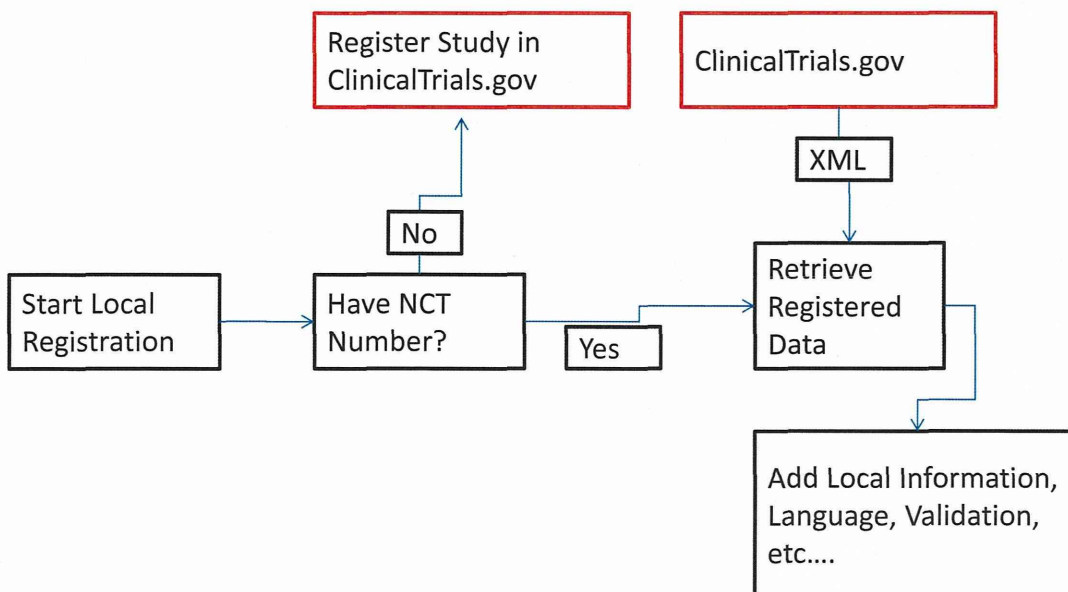 Register Study in
ClinicalTrials.gov
ClinicalTrials.gov
XML
No
Start Local
Registration
Have NCT
Number?
Yes
Retrieve
Registered
Data
Add Local Information,
Language, Validation,
etc....